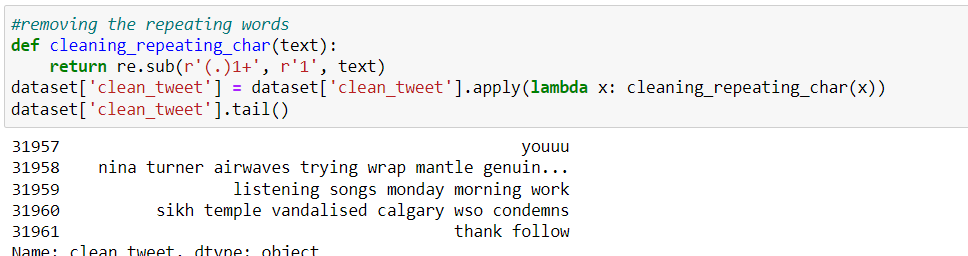 #removing the repeating words
def cleaning_repeating_char(text):
    return re.sub(r'(.)1+', r'1', text)
dataset['clean_tweet'] = dataset['clean_tweet'].apply(lambda x: cleaning_repeating_char(x))
dataset['clean_tweet'].tail()
31957 youuu
31958 nina turner airwaves trying wrap mantle genuin...
31959 listening songs monday morning work
31960 sikh temple vandalised calgary wso condemns
31961 thank follow
Name: clean_tweet, dtype: object